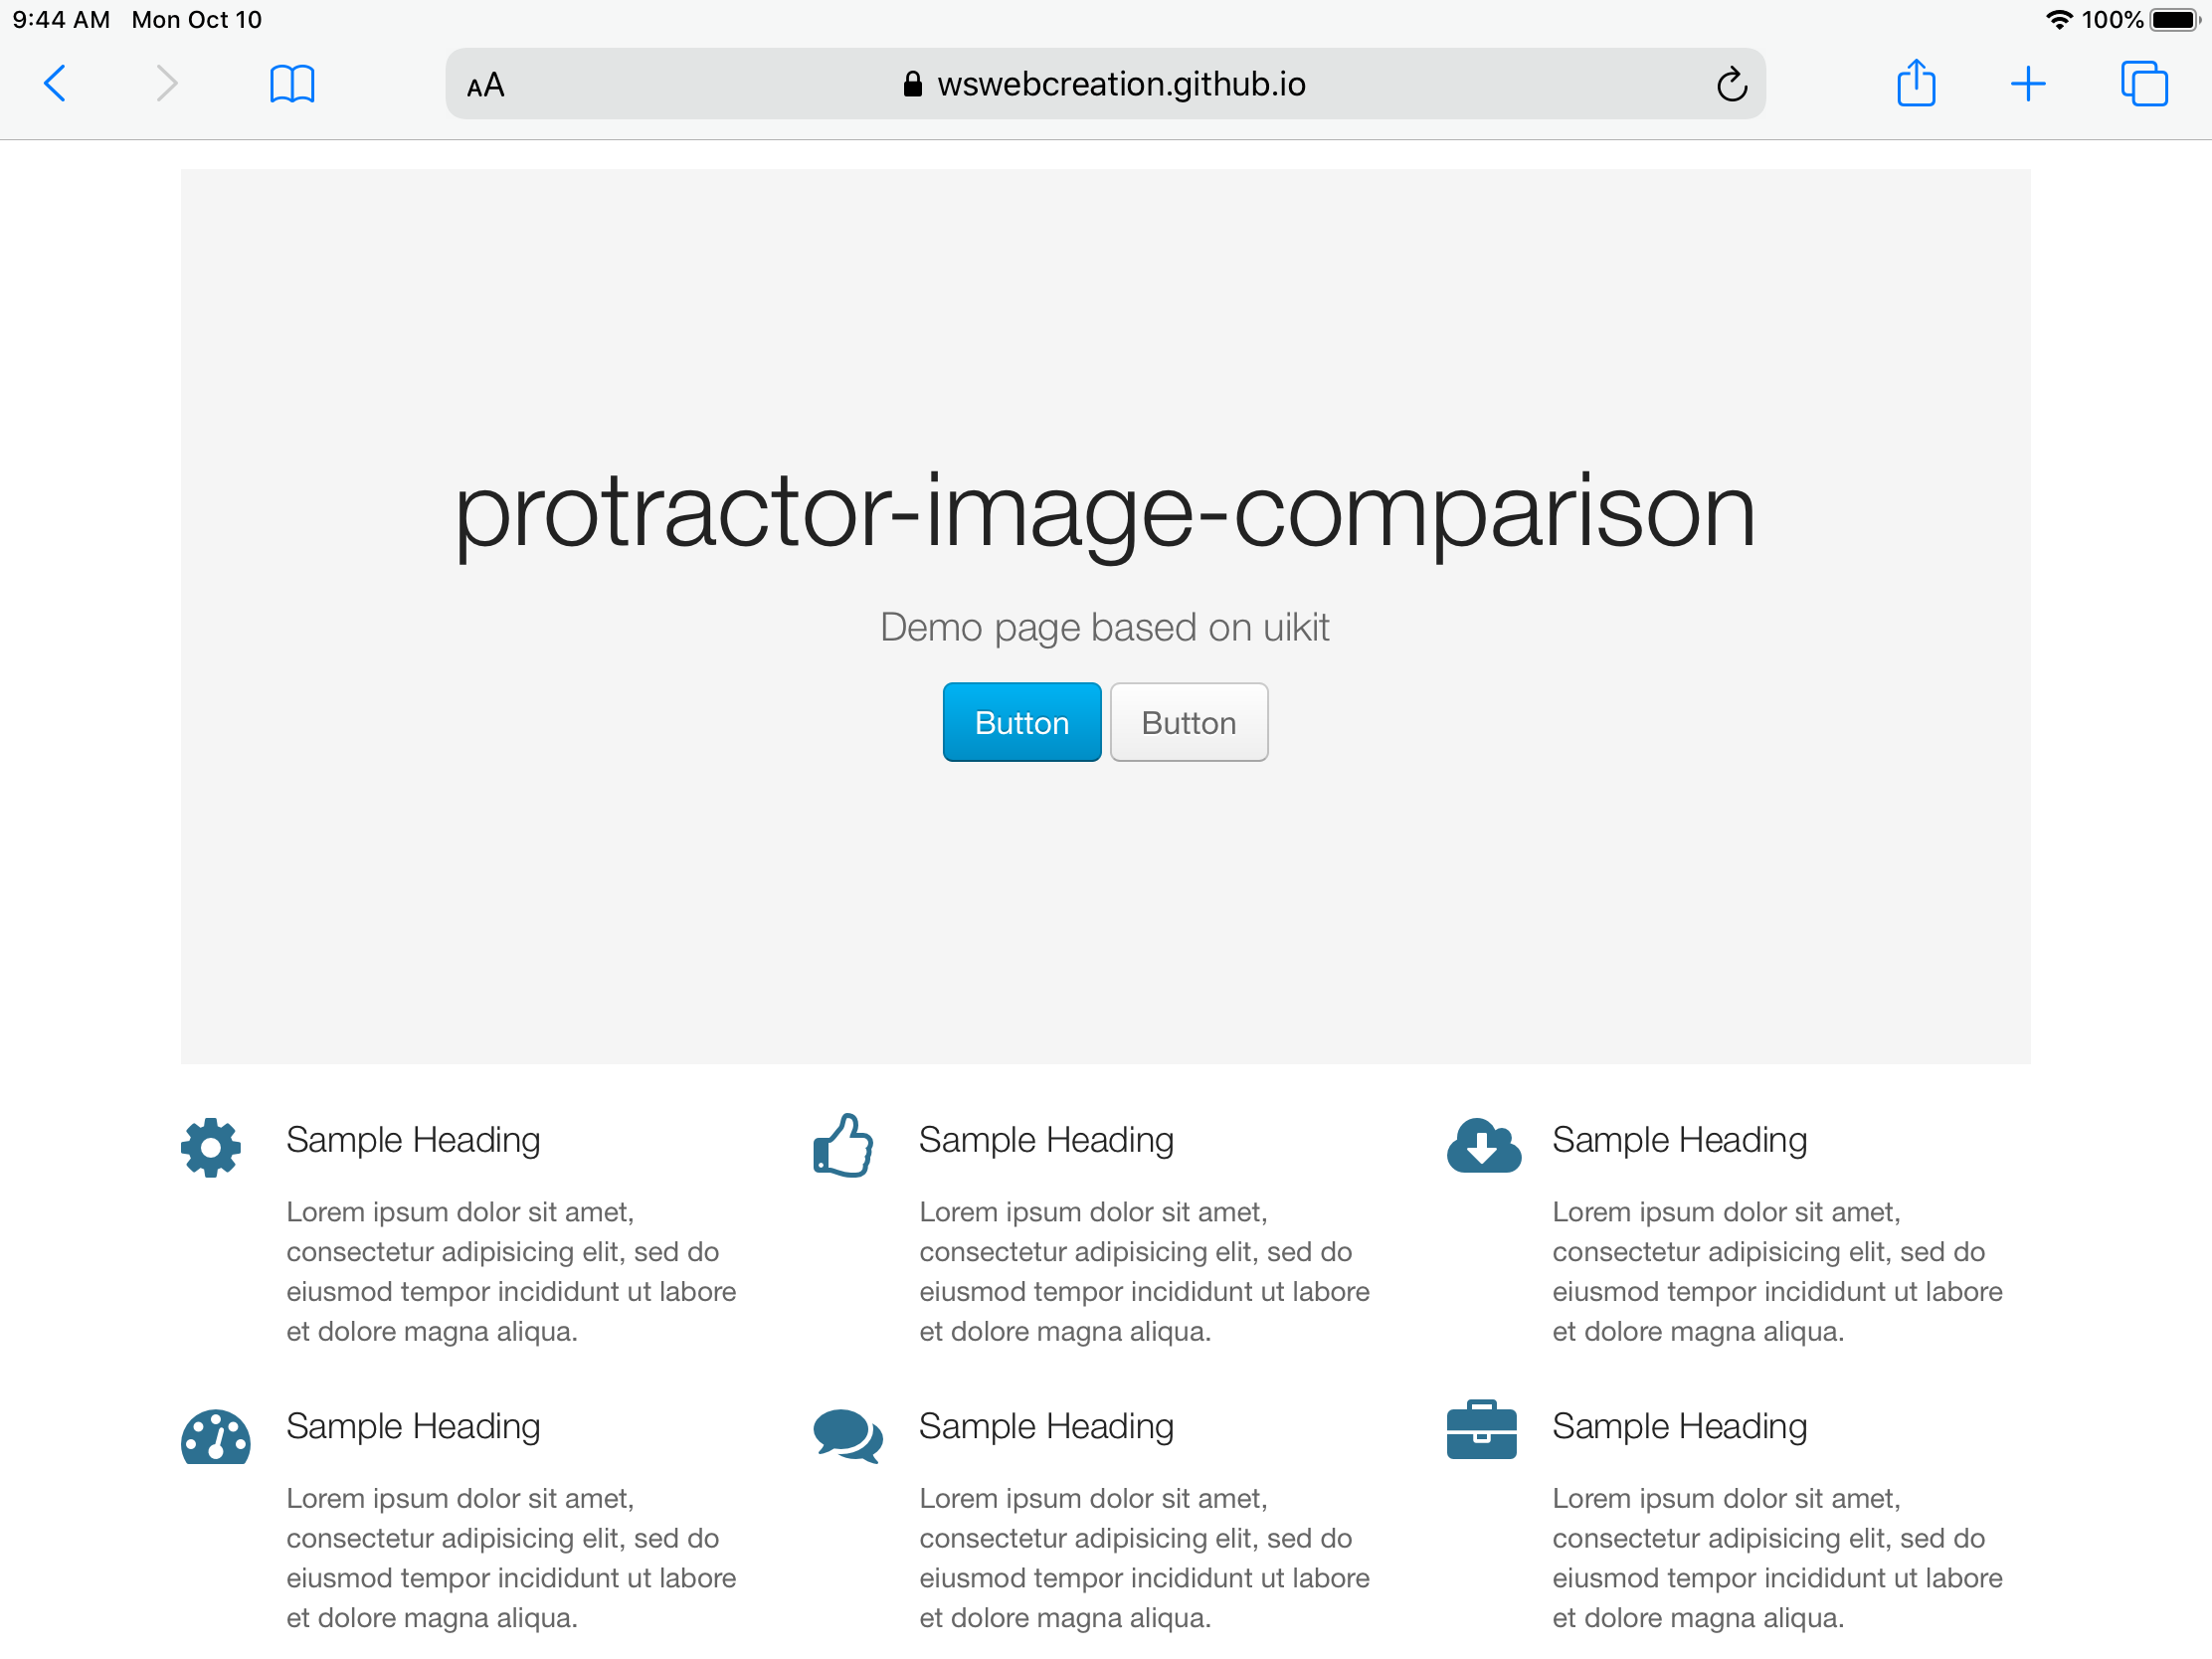 9:44 AM Mon Oct 10 100%
AA wswebcreation.github.io
protractor-image-comparison
Demo page based on uikit
Button Button
Sample Heading
Lorem ipsum dolor sit amet,
consectetur adipisicing elit, sed do
eiusmod tempor incididunt ut labore
et dolore magna aliqua.
Sample Heading
Lorem ipsum dolor sit amet,
consectetur adipisicing elit, sed do
eiusmod tempor incididunt ut labore
et dolore magna aliqua.
Sample Heading
Lorem ipsum dolor sit amet,
consectetur adipisicing elit, sed do
eiusmod tempor incididunt ut labore
et dolore magna aliqua.
Sample Heading
Lorem ipsum dolor sit amet,
consectetur adipisicing elit, sed do
eiusmod tempor incididunt ut labore
et dolore magna aliqua.
Sample Heading
Lorem ipsum dolor sit amet,
consectetur adipisicing elit, sed do
eiusmod tempor incididunt ut labore
et dolore magna aliqua.
Sample Heading
Lorem ipsum dolor sit amet,
consectetur adipisicing elit, sed do
eiusmod tempor incididunt ut labore
et dolore magna aliqua.